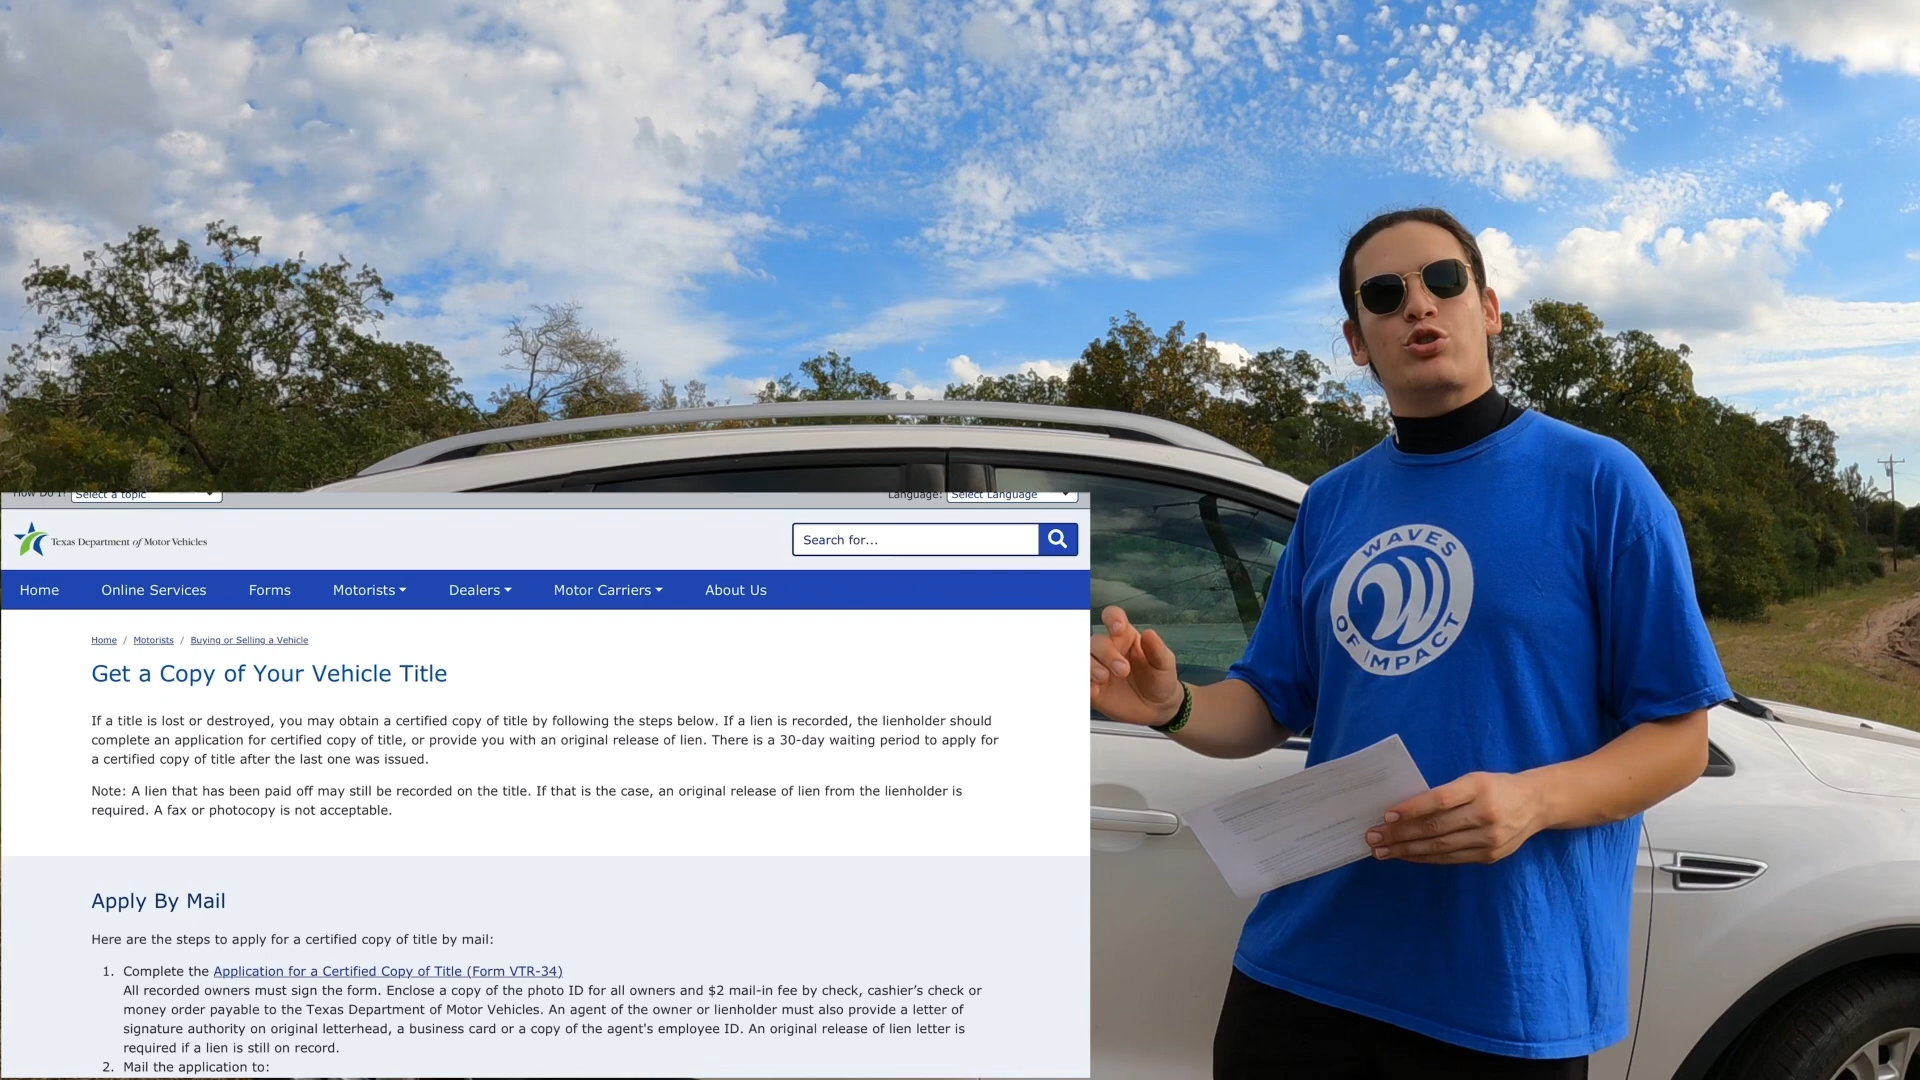 How Do I? Select a topic
Language: Select Language
Texas Department of Motor Vehicles
Search for...
Home Online Services Forms Motorists Dealers Motor Carriers About Us
Home / Motorists / Buying or Selling a Vehicle
Get a Copy of Your Vehicle Title
If a title is lost or destroyed, you may obtain a certified copy of title by following the steps below. If a lien is recorded, the lienholder should
complete an application for certified copy of title, or provide you with an original release of lien. There is a 30-day waiting period to apply for
a certified copy of title after the last one was issued.
Note: A lien that has been paid off may still be recorded on the title. If that is the case, an original release of lien from the lienholder is
required. A fax or photocopy is not acceptable.
Apply By Mail
Here are the steps to apply for a certified copy of title by mail:
1. Complete the Application for a Certified Copy of Title (Form VTR-34)
All recorded owners must sign the form. Enclose a copy of the photo ID for all owners and $2 mail-in fee by check, cashier’s check or
money order payable to the Texas Department of Motor Vehicles. An agent of the owner or lienholder must also provide a letter of
signature authority on original letterhead, a business card or a copy of the agent's employee ID. An original release of lien letter is
required if a lien is still on record.
2. Mail the application to:
WAVES
OF IMPACT